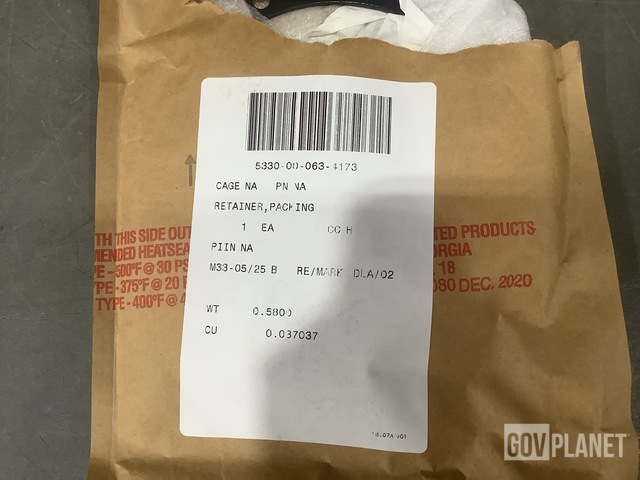 5330-00-063-4173
CAGE NA PN NA
RETAINER,PACKING
1 EA CC H
PIIN NA
M33-05/25 B RE/MARK DLA/02
WT 0.5800
CU 0.037037
TH THIS SIDE OUT
MENDED HEATSEA
PE - 500°F @ 30 PS
YPE - 375°F @ 20
TYPE - 400°F @ 4
TED PRODUCTS
ORGIA
18
080 DEC. 2020
GOVPLANET